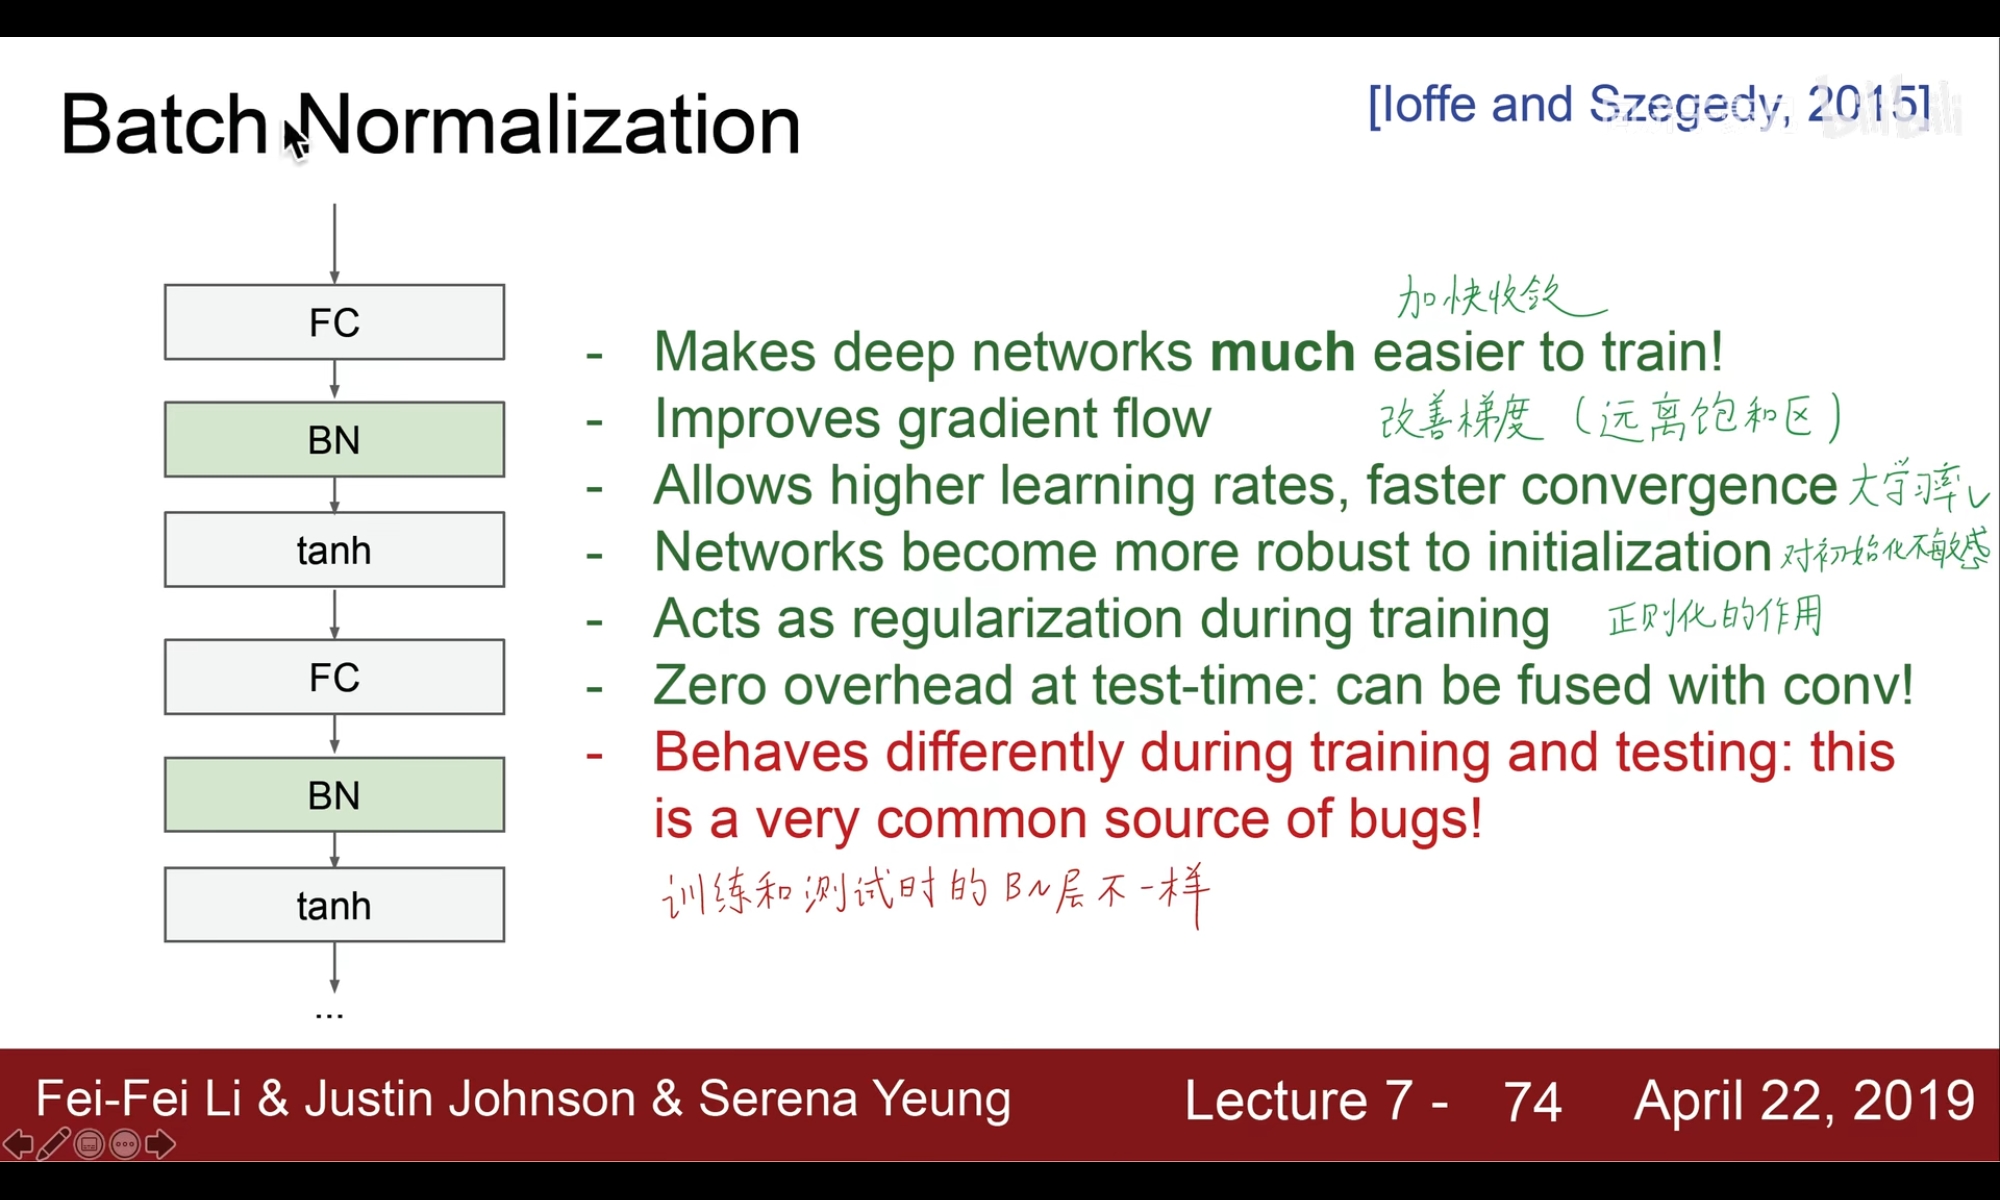 Batch Normalization
[Ioffe and Szegedy, 2015]
FC
BN
tanh
FC
BN
tanh
...
加快收敛
- Makes deep networks much easier to train!
- Improves gradient flow 改善梯度（远离饱和区）
- Allows higher learning rates, faster convergence 大学习率✓
- Networks become more robust to initialization 对初始化不敏感
- Acts as regularization during training 正则化的作用
- Zero overhead at test-time: can be fused with conv!
- Behaves differently during training and testing: this
is a very common source of bugs!
训练和测试时的BN层不一样
Fei-Fei Li & Justin Johnson & Serena Yeung
Lecture 7 - 74 April 22, 2019